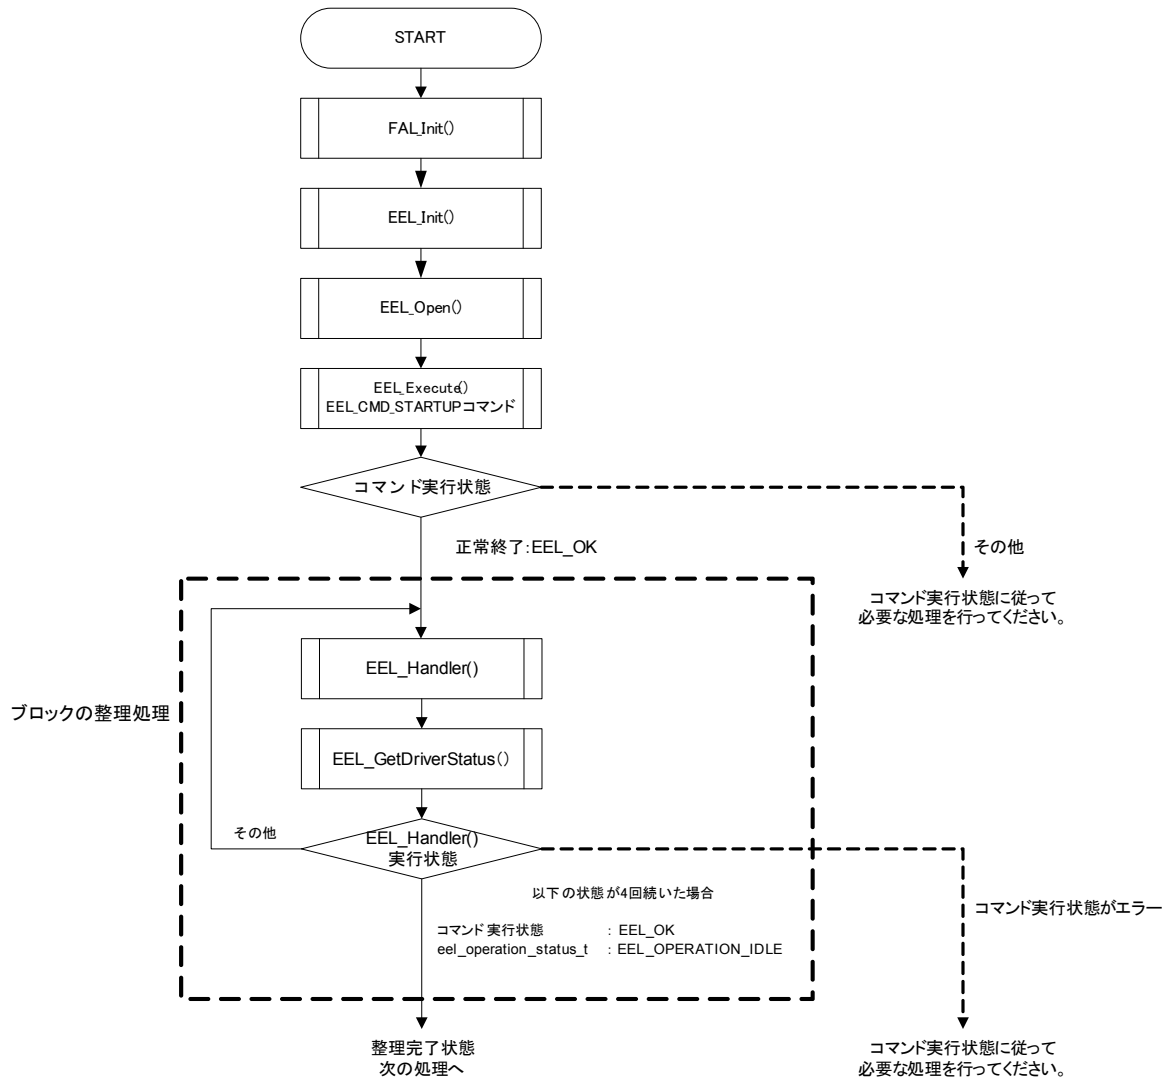 START
FAL_Init()
EEL_Init()
EEL_Open()
EEL_Execute()
EEL_CMD_STARTUPコマンド
コマンド実行状態
正常終了:EEL_OK
その他
コマンド実行状態に従って
必要な処理を行ってください。
EEL_Handler()
ブロックの整理処理
EEL_GetDriverStatus()
その他
EEL_Handler()
実行状態
以下の状態が4回続いた場合
コマンド実行状態 : EEL_OK
eel_operation_status_t : EEL_OPERATION_IDLE
コマンド実行状態がエラー
整理完了状態
次の処理へ
コマンド実行状態に従って
必要な処理を行ってください。